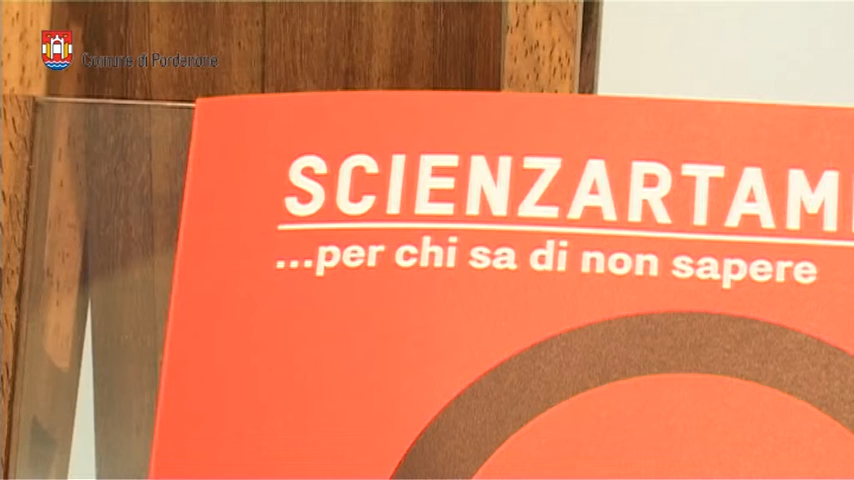 Comune di Pordenone
SCIENZARTAM
...per chi sa di non sapere